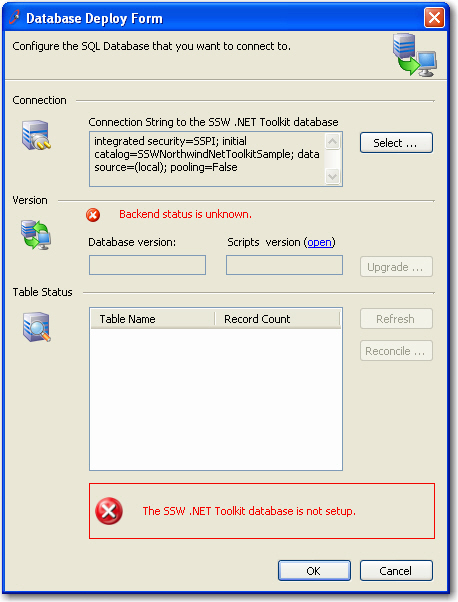 Database Deploy Form
Configure the SQL Database that you want to connect to.
Connection
Connection String to the SSW .NET Toolkit database
integrated security=SSPI; initial
catalog=SSWNorthwindNetToolkitSample; data
source=(local); pooling=False
Select ...
Version
Backend status is unknown.
Database version:
Scripts version (open)
Upgrade ...
Table Status
Table Name
Record Count
Refresh
Reconcile ...
The SSW .NET Toolkit database is not setup.
OK
Cancel